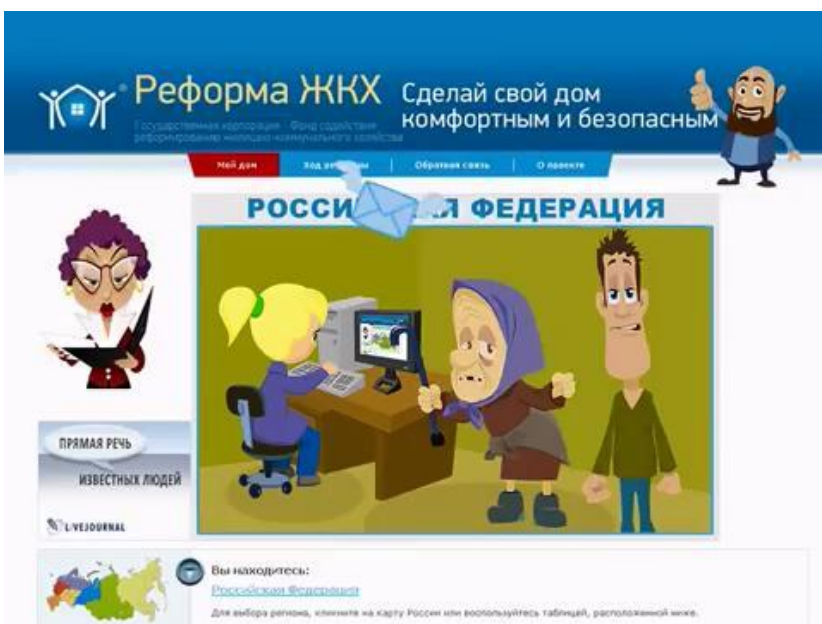 Реформа ЖКХ
Сделай свой дом
комфортным и безопасным
Государственная корпорация - Фонд содействия
реформированию жилищно-коммунального хозяйства
Мой дом
Ход
Обратная связь
О проекте
ФЕДЕРАЦИЯ
ПРЯМАЯ РЕЧЬ
ИЗВЕСТНЫХ ЛЮДЕЙ
LIVEJOURNAL
Вы находитесь:
Российская Федерация
Для выбора региона, кликните на карту России или воспользуйтесь таблицей, расположенной ниже.